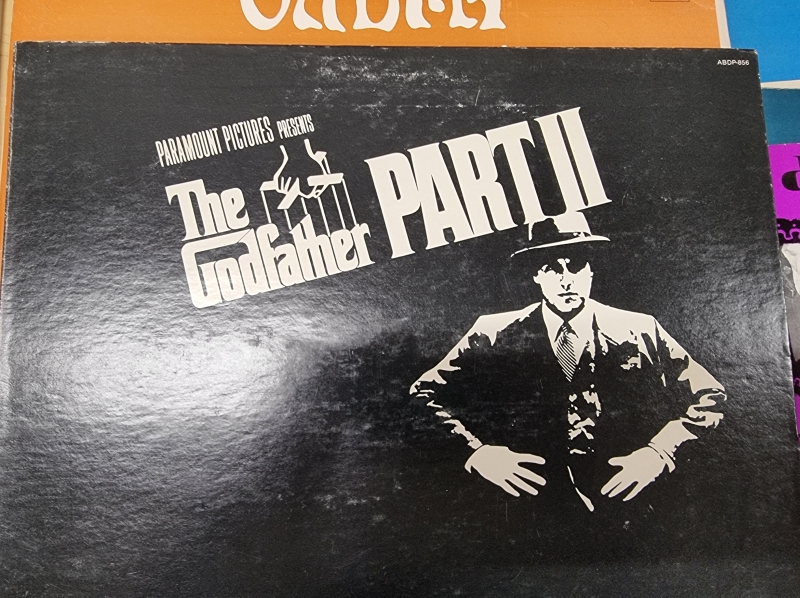 ABDP-856
PARAMOUNT PICTURES PRESENTS
The
Godfather
PART II